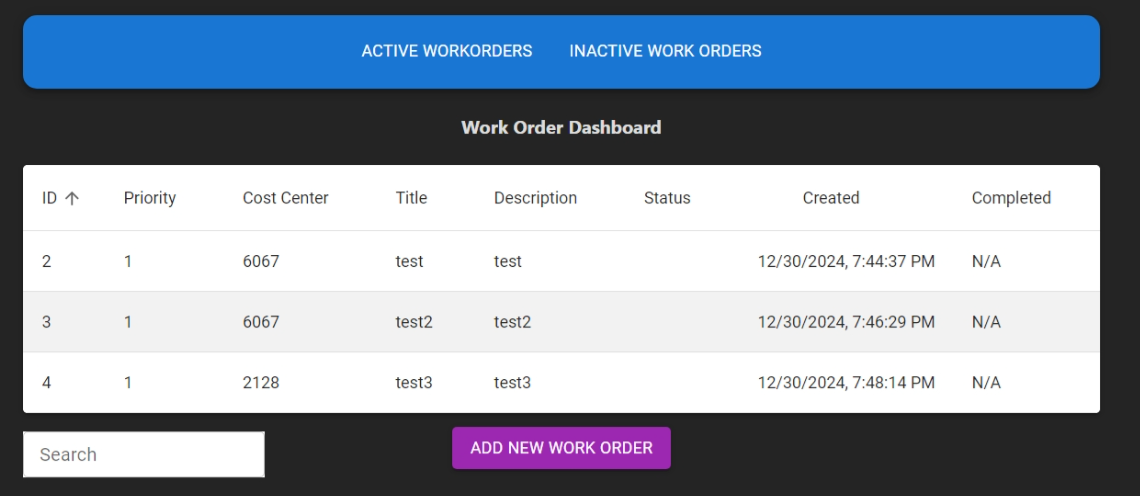 ACTIVE WORKORDERS INACTIVE WORK ORDERS
Work Order Dashboard
ID Priority Cost Center Title Description Status Created Completed
2 1 6067 test test 12/30/2024, 7:44:37 PM N/A
3 1 6067 test2 test2 12/30/2024, 7:46:29 PM N/A
4 1 2128 test3 test3 12/30/2024, 7:48:14 PM N/A
Search ADD NEW WORK ORDER